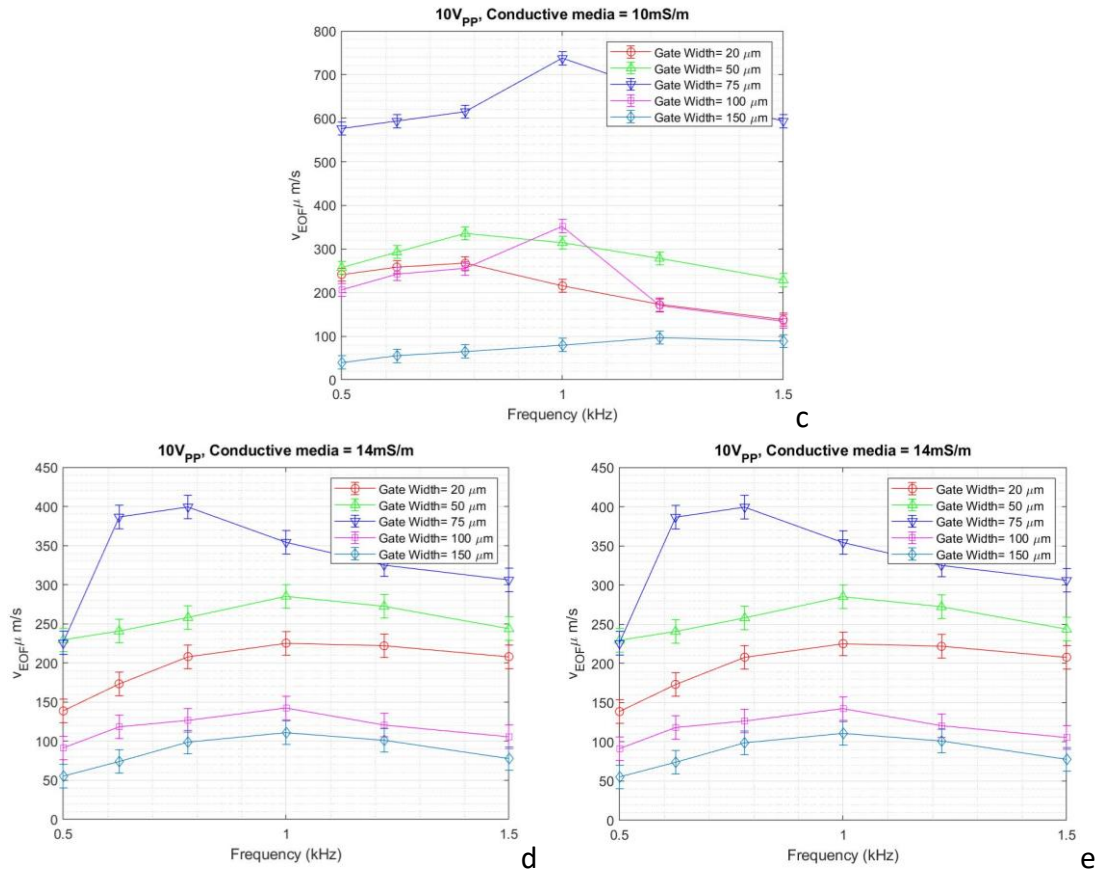 10V_PP, Conductive media = 10mS/m
800
700
600
500
400
300
200
100
0
v_EOF μ m/s
0.5
1
1.5
Frequency (kHz)
Gate Width= 20 μm
Gate Width= 50 μm
Gate Width= 75 μm
Gate Width= 100 μm
Gate Width= 150 μm
c
10V_PP, Conductive media = 14mS/m
450
400
350
300
250
200
150
100
50
0
v_EOF μ m/s
0.5
1
1.5
Frequency (kHz)
Gate Width= 20 μm
Gate Width= 50 μm
Gate Width= 75 μm
Gate Width= 100 μm
Gate Width= 150 μm
d
10V_PP, Conductive media = 14mS/m
450
400
350
300
250
200
150
100
50
0
v_EOF μ m/s
0.5
1
1.5
Frequency (kHz)
Gate Width= 20 μm
Gate Width= 50 μm
Gate Width= 75 μm
Gate Width= 100 μm
Gate Width= 150 μm
e